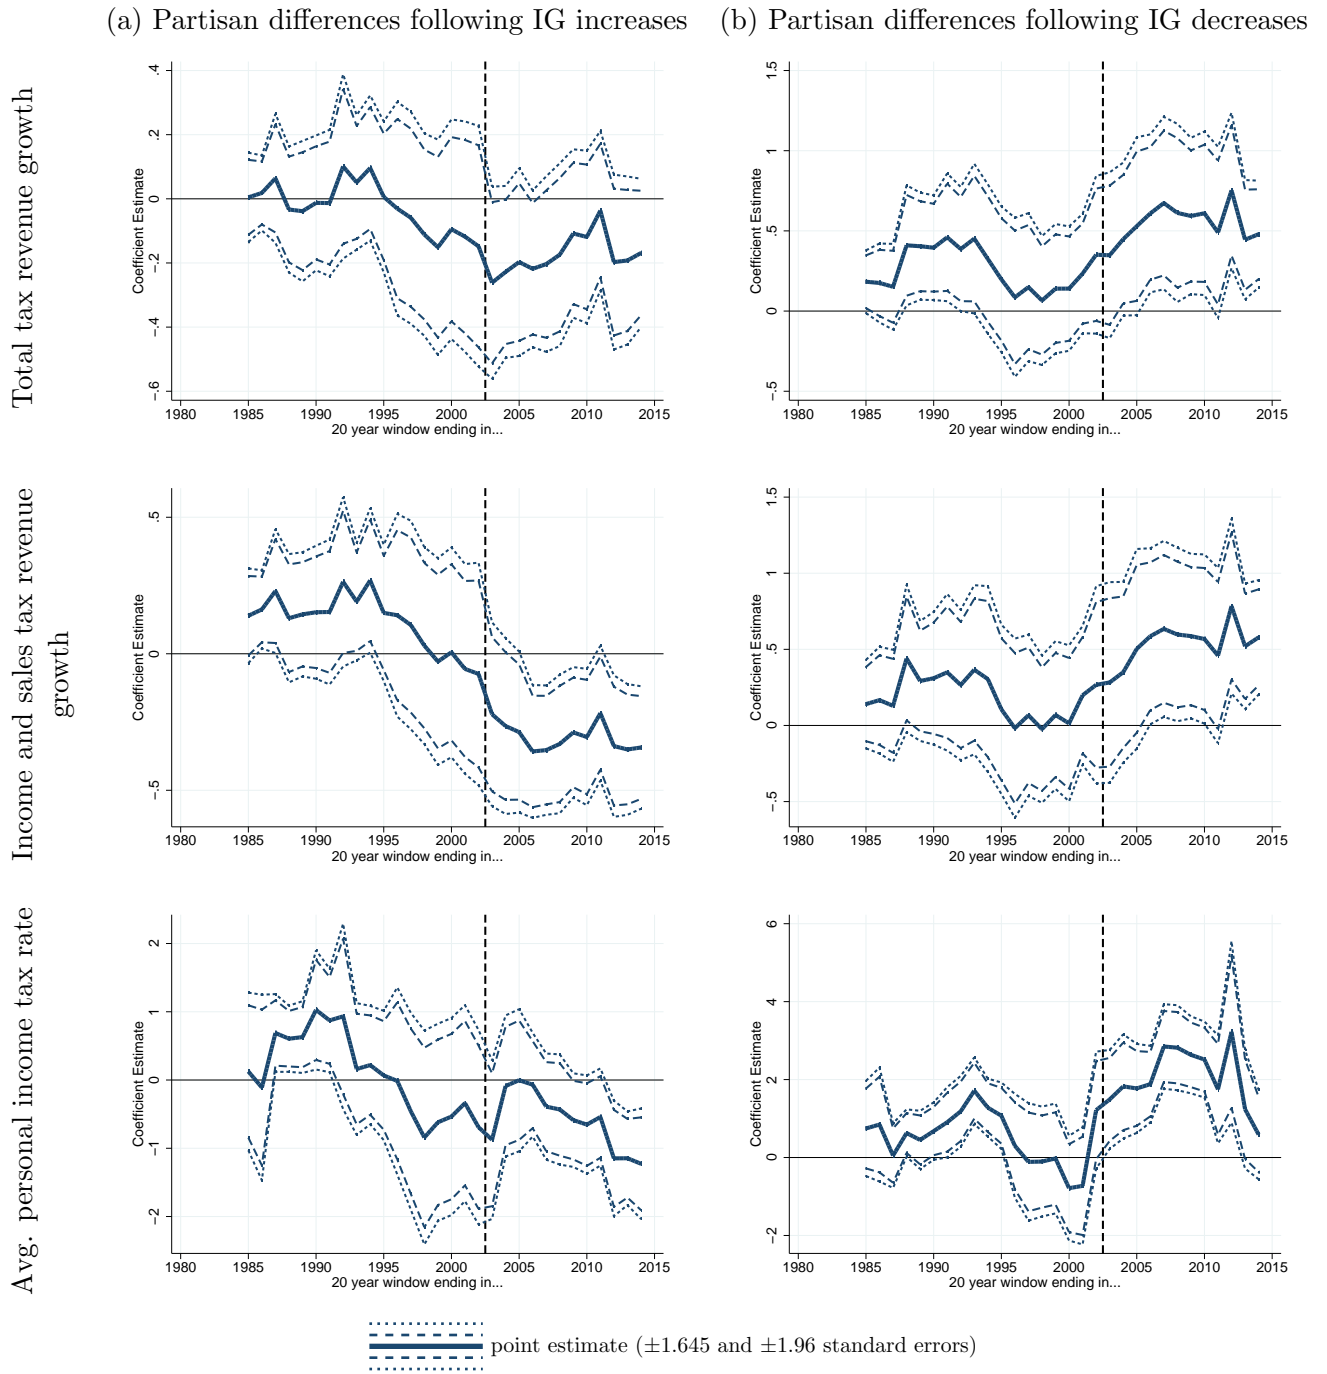 (a) Partisan differences following IG increases
(b) Partisan differences following IG decreases
Total tax revenue growth
Coefficient Estimate
.4
.2
0
-.2
-.4
-.6
1980 1985 1990 1995 2000 2005 2010 2015
20 year window ending in...
Coefficient Estimate
1.5
1
.5
0
-.5
1980 1985 1990 1995 2000 2005 2010 2015
20 year window ending in...
Income and sales tax revenue
growth
Coefficient Estimate
.5
0
-.5
1980 1985 1990 1995 2000 2005 2010 2015
20 year window ending in...
Coefficient Estimate
1.5
1
.5
0
-.5
1980 1985 1990 1995 2000 2005 2010 2015
20 year window ending in...
Avg. personal income tax rate
Coefficient Estimate
2
1
0
-1
-2
1980 1985 1990 1995 2000 2005 2010 2015
20 year window ending in...
Coefficient Estimate
6
4
2
0
-2
1980 1985 1990 1995 2000 2005 2010 2015
20 year window ending in...
point estimate (±1.645 and ±1.96 standard errors)